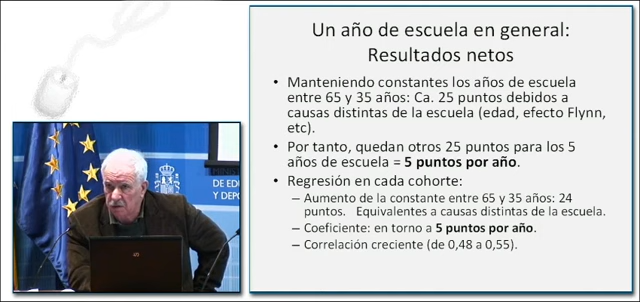 Un año de escuela en general:
Resultados netos
• Manteniendo constantes los años de escuela
entre 65 y 35 años: Ca. 25 puntos debidos a
causas distintas de la escuela (edad, efecto Flynn,
etc).
• Por tanto, quedan otros 25 puntos para los 5
años de escuela = 5 puntos por año.
• Regresión en cada cohorte:
– Aumento de la constante entre 65 y 35 años: 24
puntos. Equivalentes a causas distintas de la escuela.
– Coeficiente: en torno a 5 puntos por año.
– Correlación creciente (de 0,48 a 0,55).
MINIS
DE EDU
Y DEPO